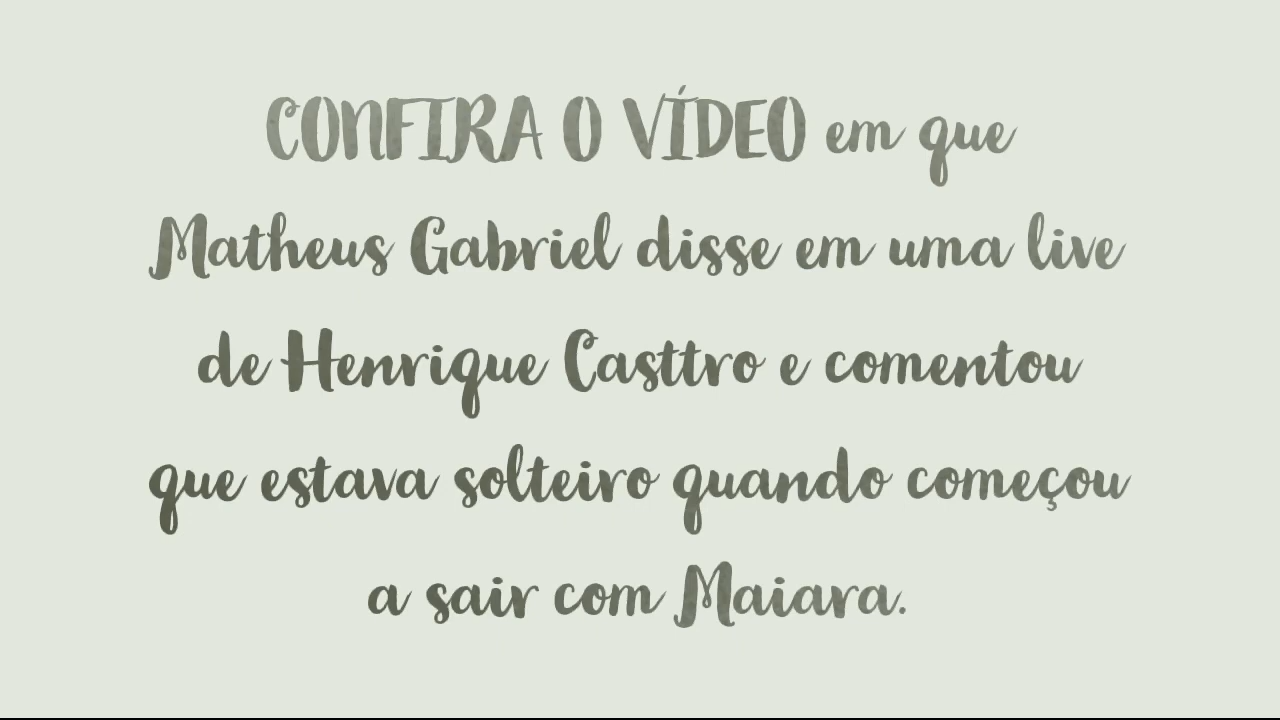 CONFIRA O VÍDEO em que
Matheus Gabriel disse em uma live
de Henrique Casttro e comentou
que estava solteiro quando começou
a sair com Maiara.